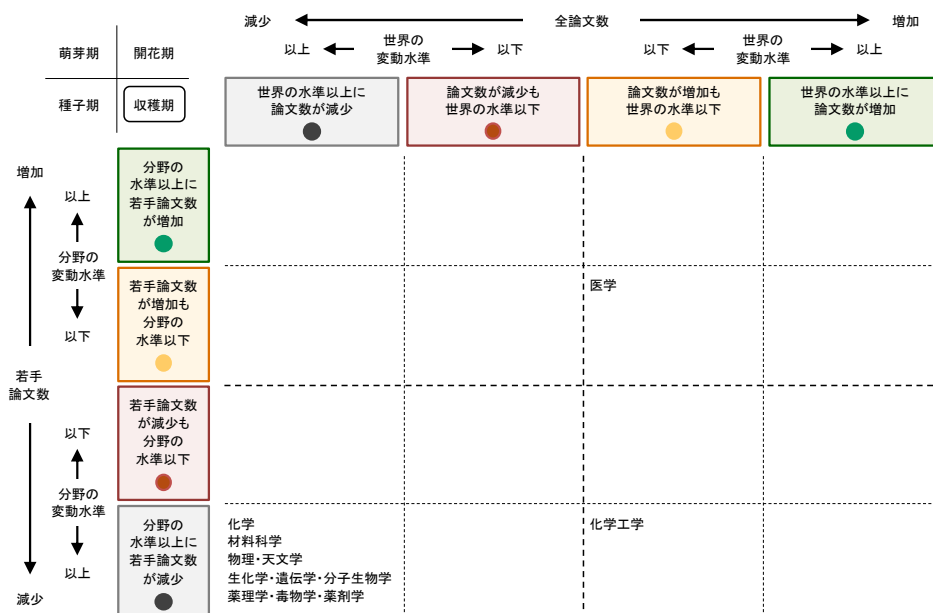 減少
全論文数
増加
以上
世界の
変動水準
以下
以下
世界の
変動水準
以上
萌芽期
開花期
種子期
収穫期
世界の水準以上に
論文数が減少
論文数が減少も
世界の水準以下
論文数が増加も
世界の水準以下
世界の水準以上に
論文数が増加
増加
以上
分野の
変動水準
以下
若手
論文数
以下
分野の
変動水準
以上
減少
分野の
水準以上に
若手論文数
が増加
若手論文数
が増加も
分野の
水準以下
医学
若手論文数
が減少も
分野の
水準以下
分野の
水準以上に
若手論文数
が減少
化学
材料科学
物理・天文学
生化学・遺伝学・分子生物学
薬理学・毒物学・薬剤学
化学工学